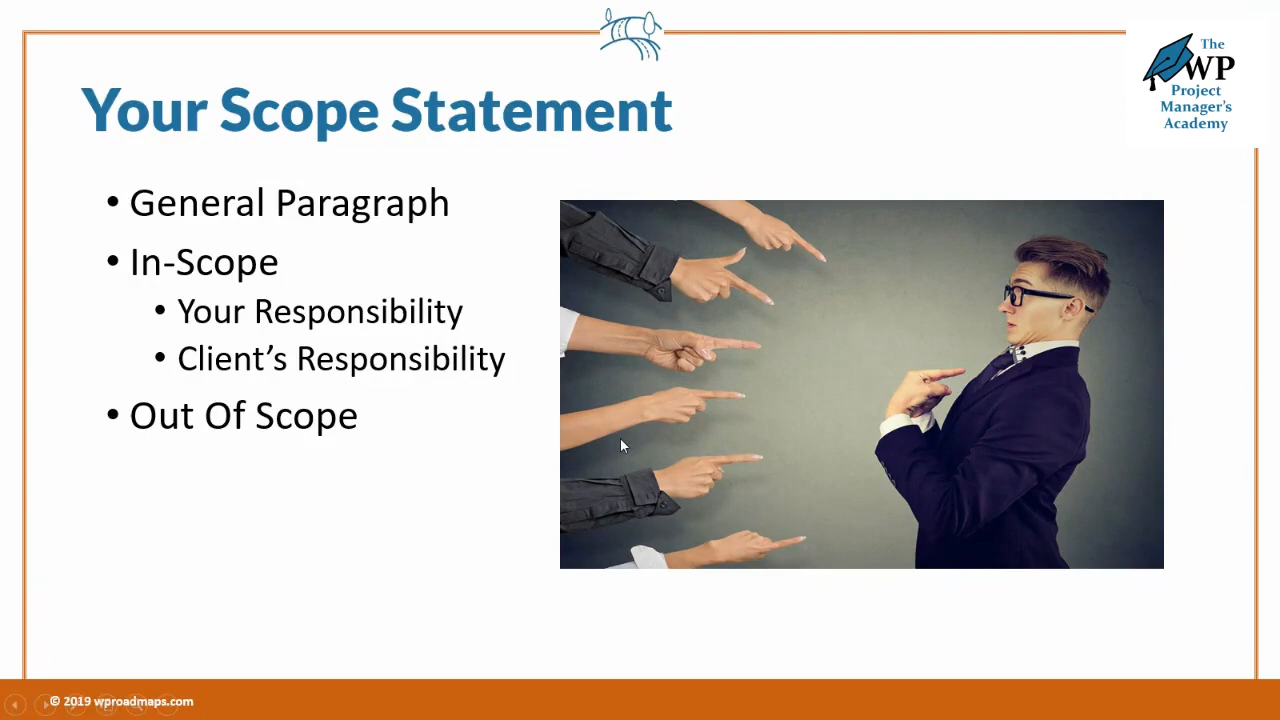 The
WP
Project
Manager's
Academy
Your Scope Statement
• General Paragraph
• In-Scope
• Your Responsibility
• Client’s Responsibility
• Out Of Scope
© 2019 wproadmaps.com